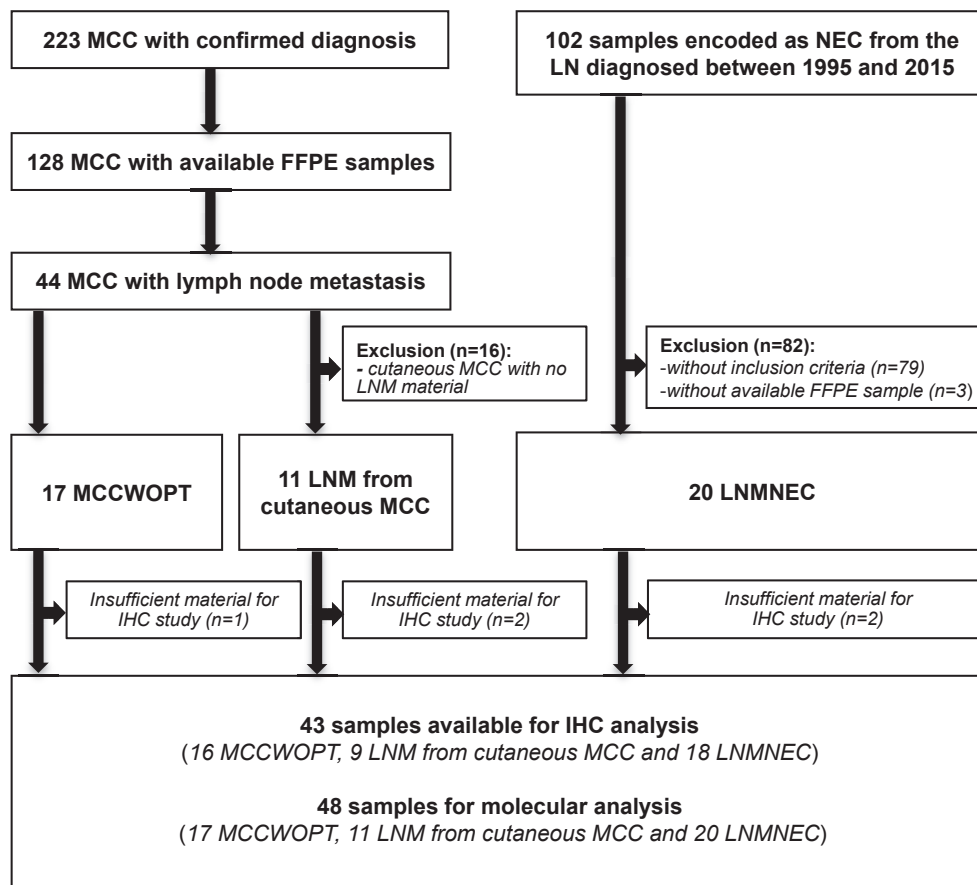 223 MCC with confirmed diagnosis
102 samples encoded as NEC from the
LN diagnosed between 1995 and 2015
128 MCC with available FFPE samples
44 MCC with lymph node metastasis
Exclusion (n=16):
- cutaneous MCC with no
LNM material
Exclusion (n=82):
-without inclusion criteria (n=79)
-without available FFPE sample (n=3)
17 MCCWOPT
11 LNM from
cutaneous MCC
20 LNMNEC
Insufficient material for
IHC study (n=1)
Insufficient material for
IHC study (n=2)
Insufficient material for
IHC study (n=2)
43 samples available for IHC analysis
(16 MCCWOPT, 9 LNM from cutaneous MCC and 18 LNMNEC)
48 samples for molecular analysis
(17 MCCWOPT, 11 LNM from cutaneous MCC and 20 LNMNEC)